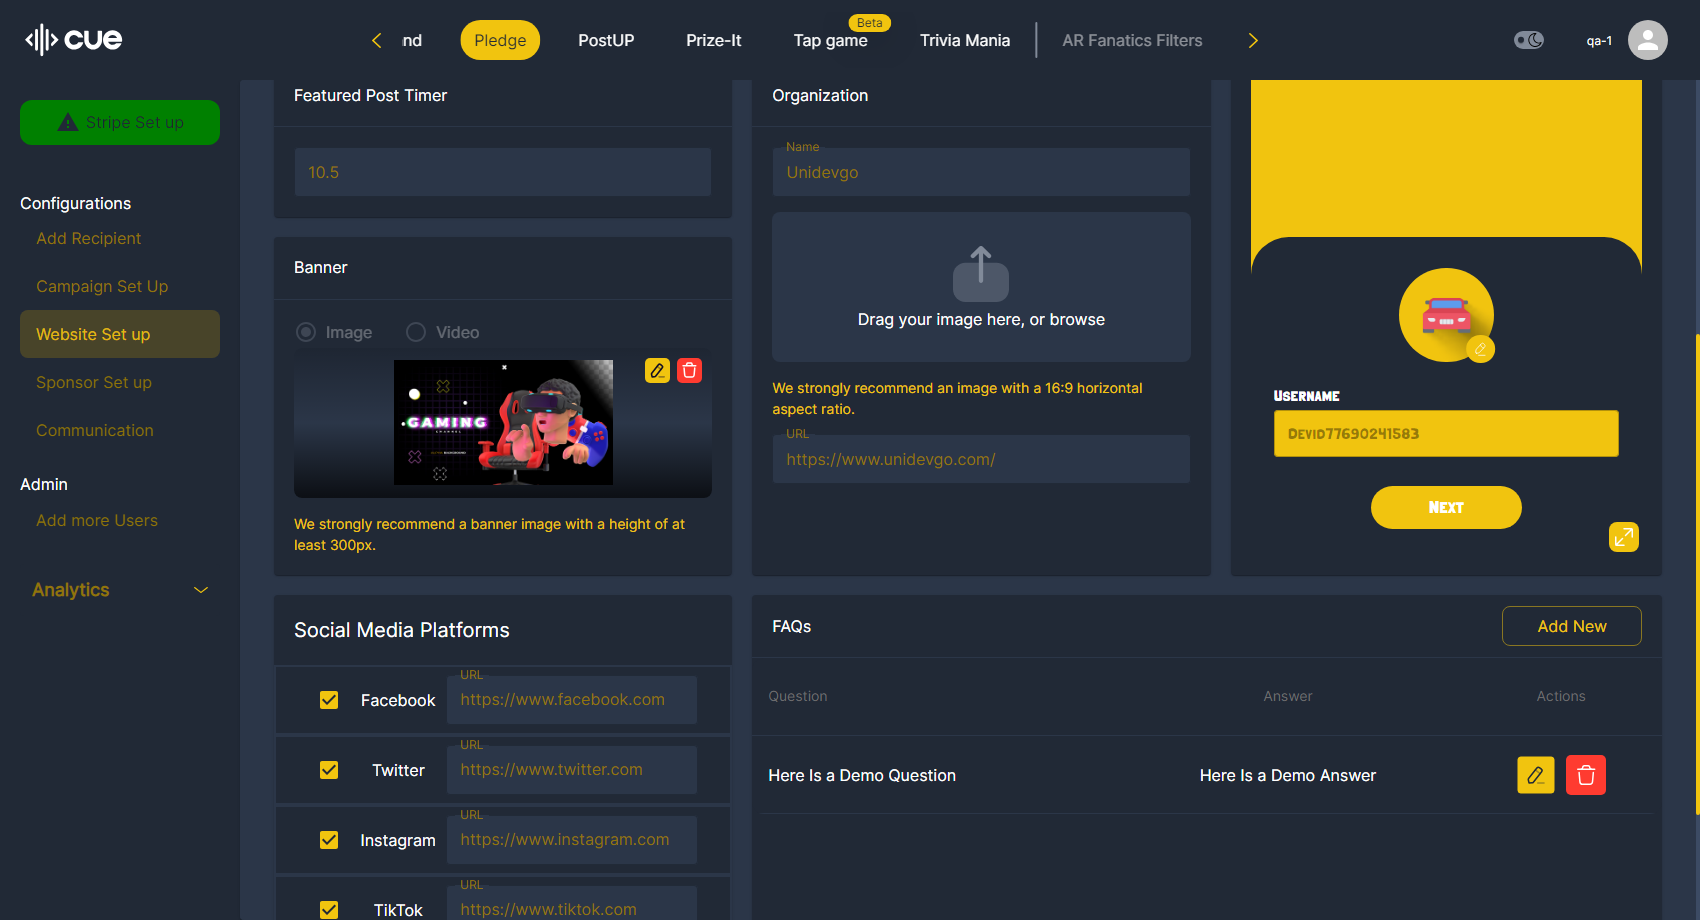 cue
nd
Pledge
PostUP
Prize-It
Beta
Tap game
Trivia Mania
AR Fanatics Filters
qa-1
Stripe Set up
Configurations
Add Recipient
Campaign Set Up
Website Set up
Sponsor Set up
Communication
Admin
Add more Users
Analytics
Featured Post Timer
10.5
Banner
Image
Video
GAMING
CHANNEL
We strongly recommend a banner image with a height of at
least 300px.
Organization
Name
Unidevgo
Drag your image here, or browse
We strongly recommend an image with a 16:9 horizontal
aspect ratio.
URL
https://www.unidevgo.com/
Username
Devid77690241583
Next
Social Media Platforms
Facebook
URL
https://www.facebook.com
Twitter
URL
https://www.twitter.com
Instagram
URL
https://www.instagram.com
TikTok
URL
https://www.tiktok.com
FAQs
Add New
Question
Answer
Actions
Here Is a Demo Question
Here Is a Demo Answer